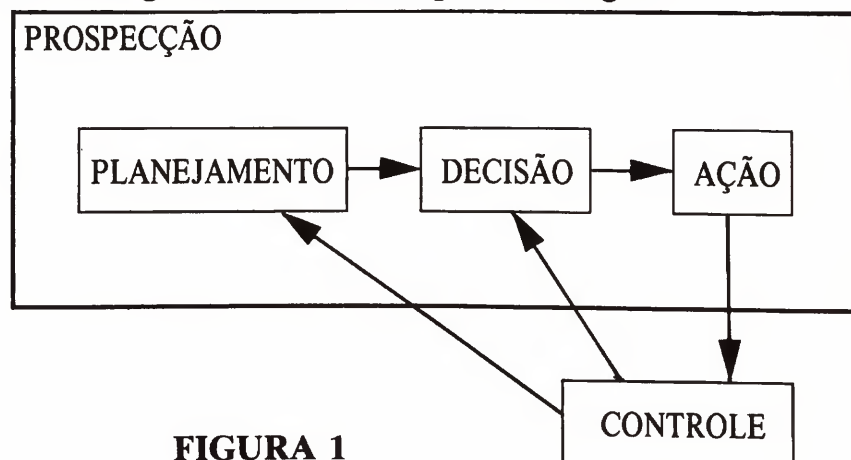 PROSPECÇÃO
PLANEJAMENTO
DECISÃO
AÇÃO
CONTROLE
FIGURA 1